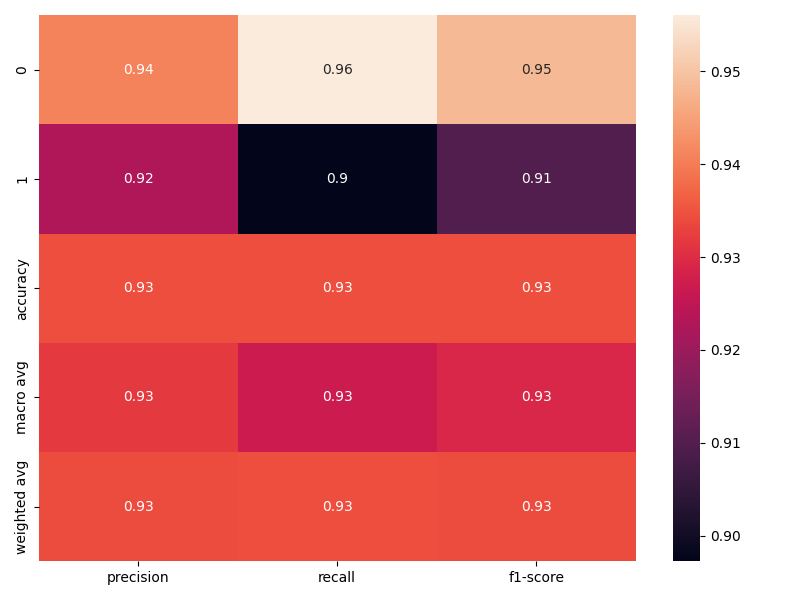 0 0.94 0.96 0.95
1 0.92 0.9 0.91
accuracy 0.93 0.93 0.93
macro avg 0.93 0.93 0.93
weighted avg 0.93 0.93 0.93
precision recall f1-score
0.95
0.94
0.93
0.92
0.91
0.90